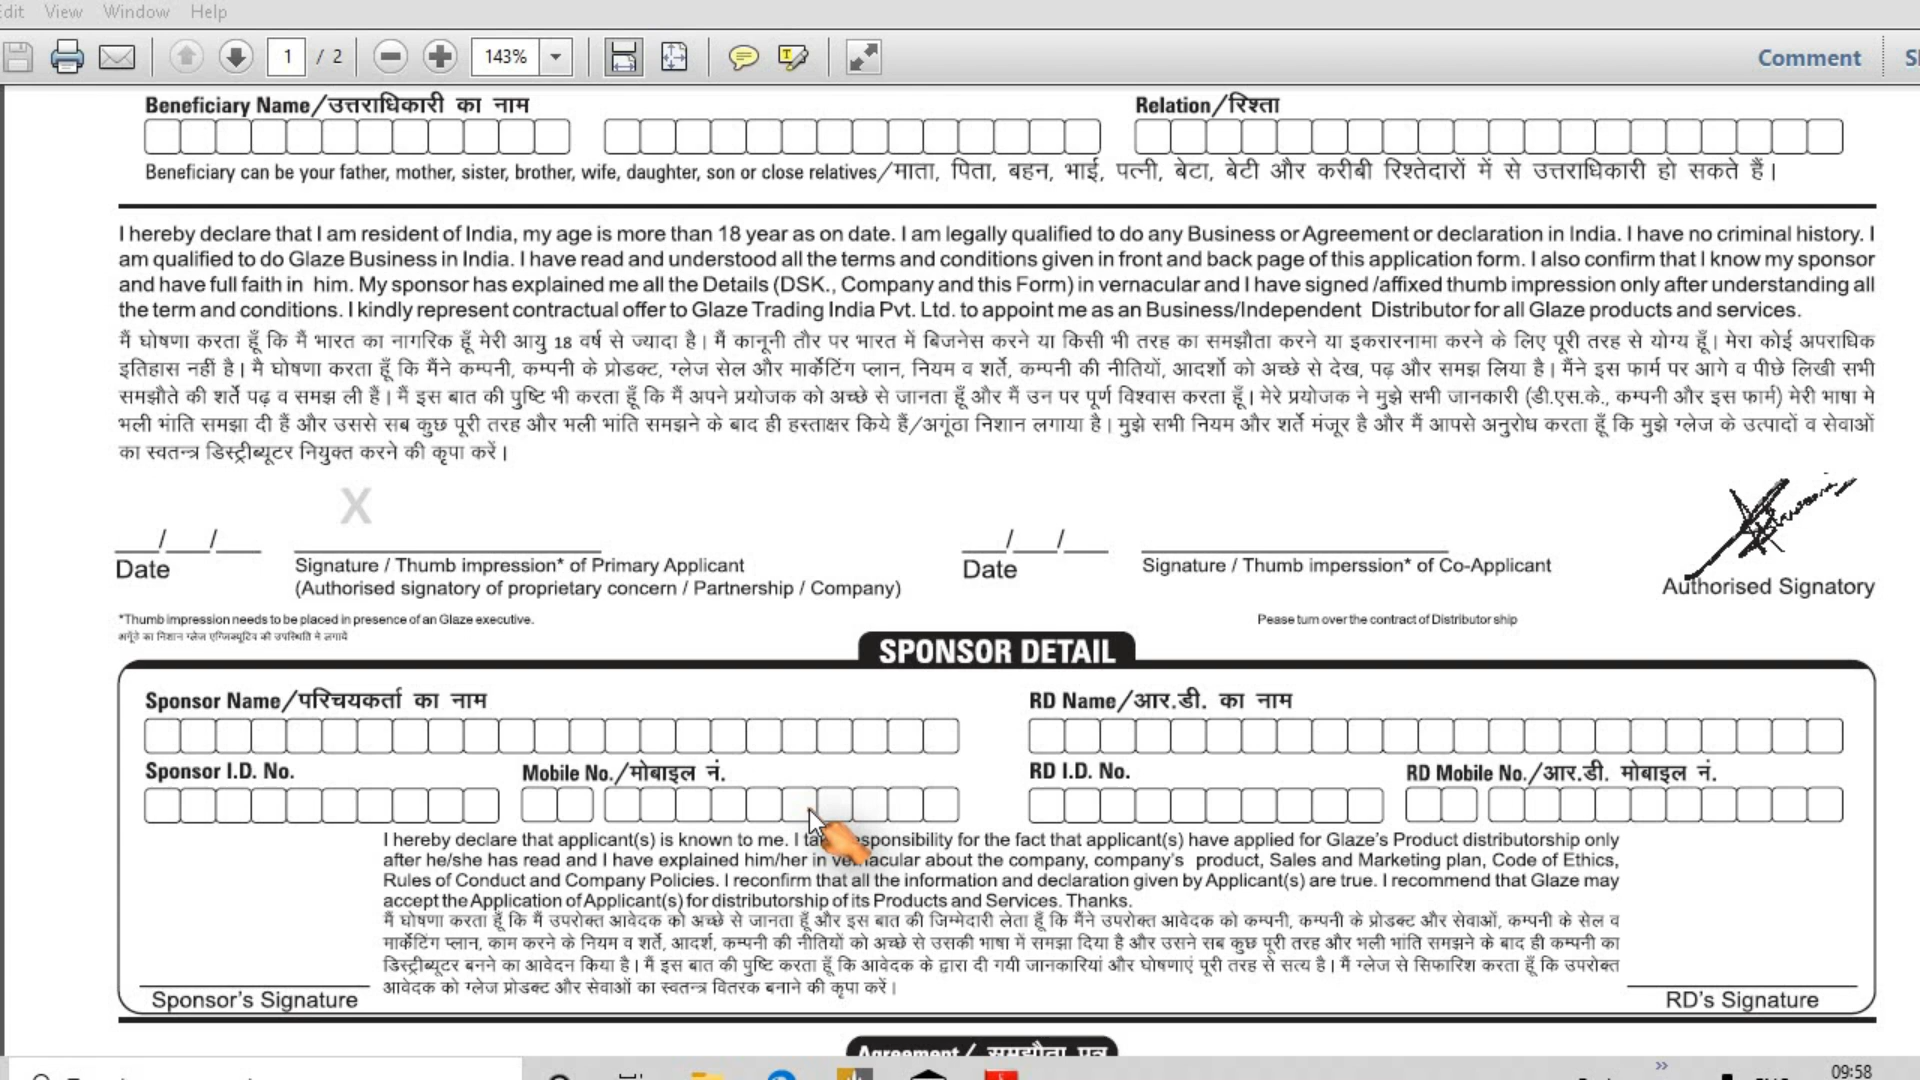 Edit View Window Help
1 / 2 143% Comment
Beneficiary Name/उत्तराधिकारी का नाम Relation/रिश्ता
Beneficiary can be your father, mother, sister, brother, wife, daughter, son or close relatives/माता, पिता, बहन, भाई, पत्नी, बेटा, बेटी और करीबी रिश्तेदारों में से उत्तराधिकारी हो सकते हैं।
I hereby declare that I am resident of India, my age is more than 18 year as on date. I am legally qualified to do any Business or Agreement or declaration in India. I have no criminal history. I
am qualified to do Glaze Business in India. I have read and understood all the terms and conditions given in front and back page of this application form. I also confirm that I know my sponsor
and have full faith in him. My sponsor has explained me all the Details (DSK., Company and this Form) in vernacular and I have signed /affixed thumb impression only after understanding all
the term and conditions. I kindly represent contractual offer to Glaze Trading India Pvt. Ltd. to appoint me as an Business/Independent Distributor for all Glaze products and services.
मैं घोषणा करता हूँ कि मैं भारत का नागरिक हूँ मेरी आयु 18 वर्ष से ज्यादा है। मैं कानूनी तौर पर भारत में बिजनेस करने या किसी भी तरह का समझौता करने या इकरारनामा करने के लिए पूरी तरह से योग्य हूँ। मेरा कोई अपराधिक
इतिहास नहीं है। मै घोषणा करता हूँ कि मैंने कम्पनी, कम्पनी के प्रोडक्ट, ग्लेज सेल और मार्केटिंग प्लान, नियम व शर्ते, कम्पनी की नीतियों, आदर्शो को अच्छे से देख, पढ़ और समझ लिया है। मैंने इस फार्म पर आगे व पीछे लिखी सभी
समझौते की शर्ते पढ़ व समझ ली हैं। मैं इस बात की पुष्टि भी करता हूँ कि मैं अपने प्रयोजक को अच्छे से जानता हूँ और मैं उन पर पूर्ण विश्वास करता हूँ। मेरे प्रयोजक ने मुझे सभी जानकारी (डी.एस.के., कम्पनी और इस फार्म) मेरी भाषा मे
भली भांति समझा दी हैं और उससे सब कुछ पूरी तरह और भली भांति समझने के बाद ही हस्ताक्षर किये हैं/अगूंठा निशान लगाया है। मुझे सभी नियम और शर्ते मंजूर है और मैं आपसे अनुरोध करता हूँ कि मुझे ग्लेज के उत्पादों व सेवाओं
का स्वतन्त्र डिस्ट्रीब्यूटर नियुक्त करने की कृपा करें।
X
Date Signature / Thumb impression* of Primary Applicant Date Signature / Thumb imperssion* of Co-Applicant
(Authorised signatory of proprietary concern / Partnership / Company) Authorised Signatory
*Thumb impression needs to be placed in presence of an Glaze executive. Pease turn over the contract of Distributor ship
अगूँठे का निशान ग्लेज एग्जिक्यूटिव की उपस्थिति मे लगायें
SPONSOR DETAIL
Sponsor Name/परिचयकर्ता का नाम RD Name/आर.डी. का नाम
Sponsor I.D. No. Mobile No./मोबाइल नं. RD I.D. No. RD Mobile No./आर.डी. मोबाइल नं.
I hereby declare that applicant(s) is known to me. I responsibility for the fact that applicant(s) have applied for Glaze's Product distributorship only
after he/she has read and I have explained him/her in vernacular about the company, company's product, Sales and Marketing plan, Code of Ethics,
Rules of Conduct and Company Policies. I reconfirm that all the information and declaration given by Applicant(s) are true. I recommend that Glaze may
accept the Application of Applicant(s) for distributorship of its Products and Services. Thanks.
मैं घोषणा करता हूँ कि मैं उपरोक्त आवेदक को अच्छे से जानता हूँ और इस बात की जिम्मेदारी लेता हूँ कि मैंने उपरोक्त आवेदक को कम्पनी, कम्पनी के प्रोडक्ट और सेवाओं, कम्पनी के सेल व
मार्केटिंग प्लान, काम करने के नियम व शर्ते, आदर्श, कम्पनी की नीतियों को अच्छे से उसकी भाषा में समझा दिया है और उसने सब कुछ पूरी तरह और भली भांति समझने के बाद ही कम्पनी का
डिस्ट्रीब्यूटर बनने का आवेदन किया है। मैं इस बात की पुष्टि करता हूँ कि आवेदक के द्वारा दी गयी जानकारियां और घोषणाएं पूरी तरह से सत्य है। मैं ग्लेज से सिफारिश करता हूँ कि उपरोक्त
आवेदक को ग्लेज प्रोडक्ट और सेवाओं का स्वतन्त्र वितरक बनाने की कृपा करें।
Sponsor's Signature RD's Signature
Agreement/ समझौता पत्र
09:58